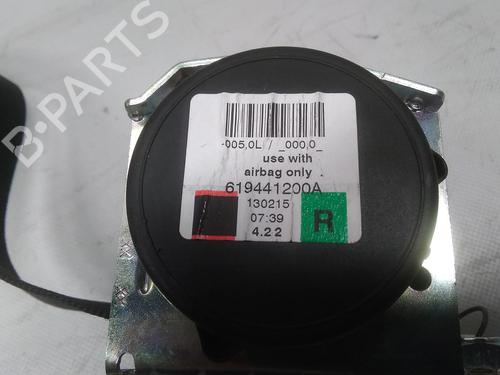 B-PARTS
-005,0L / _000,0_
use with
airbag only
619441200A
130215
07:39
4.22
R